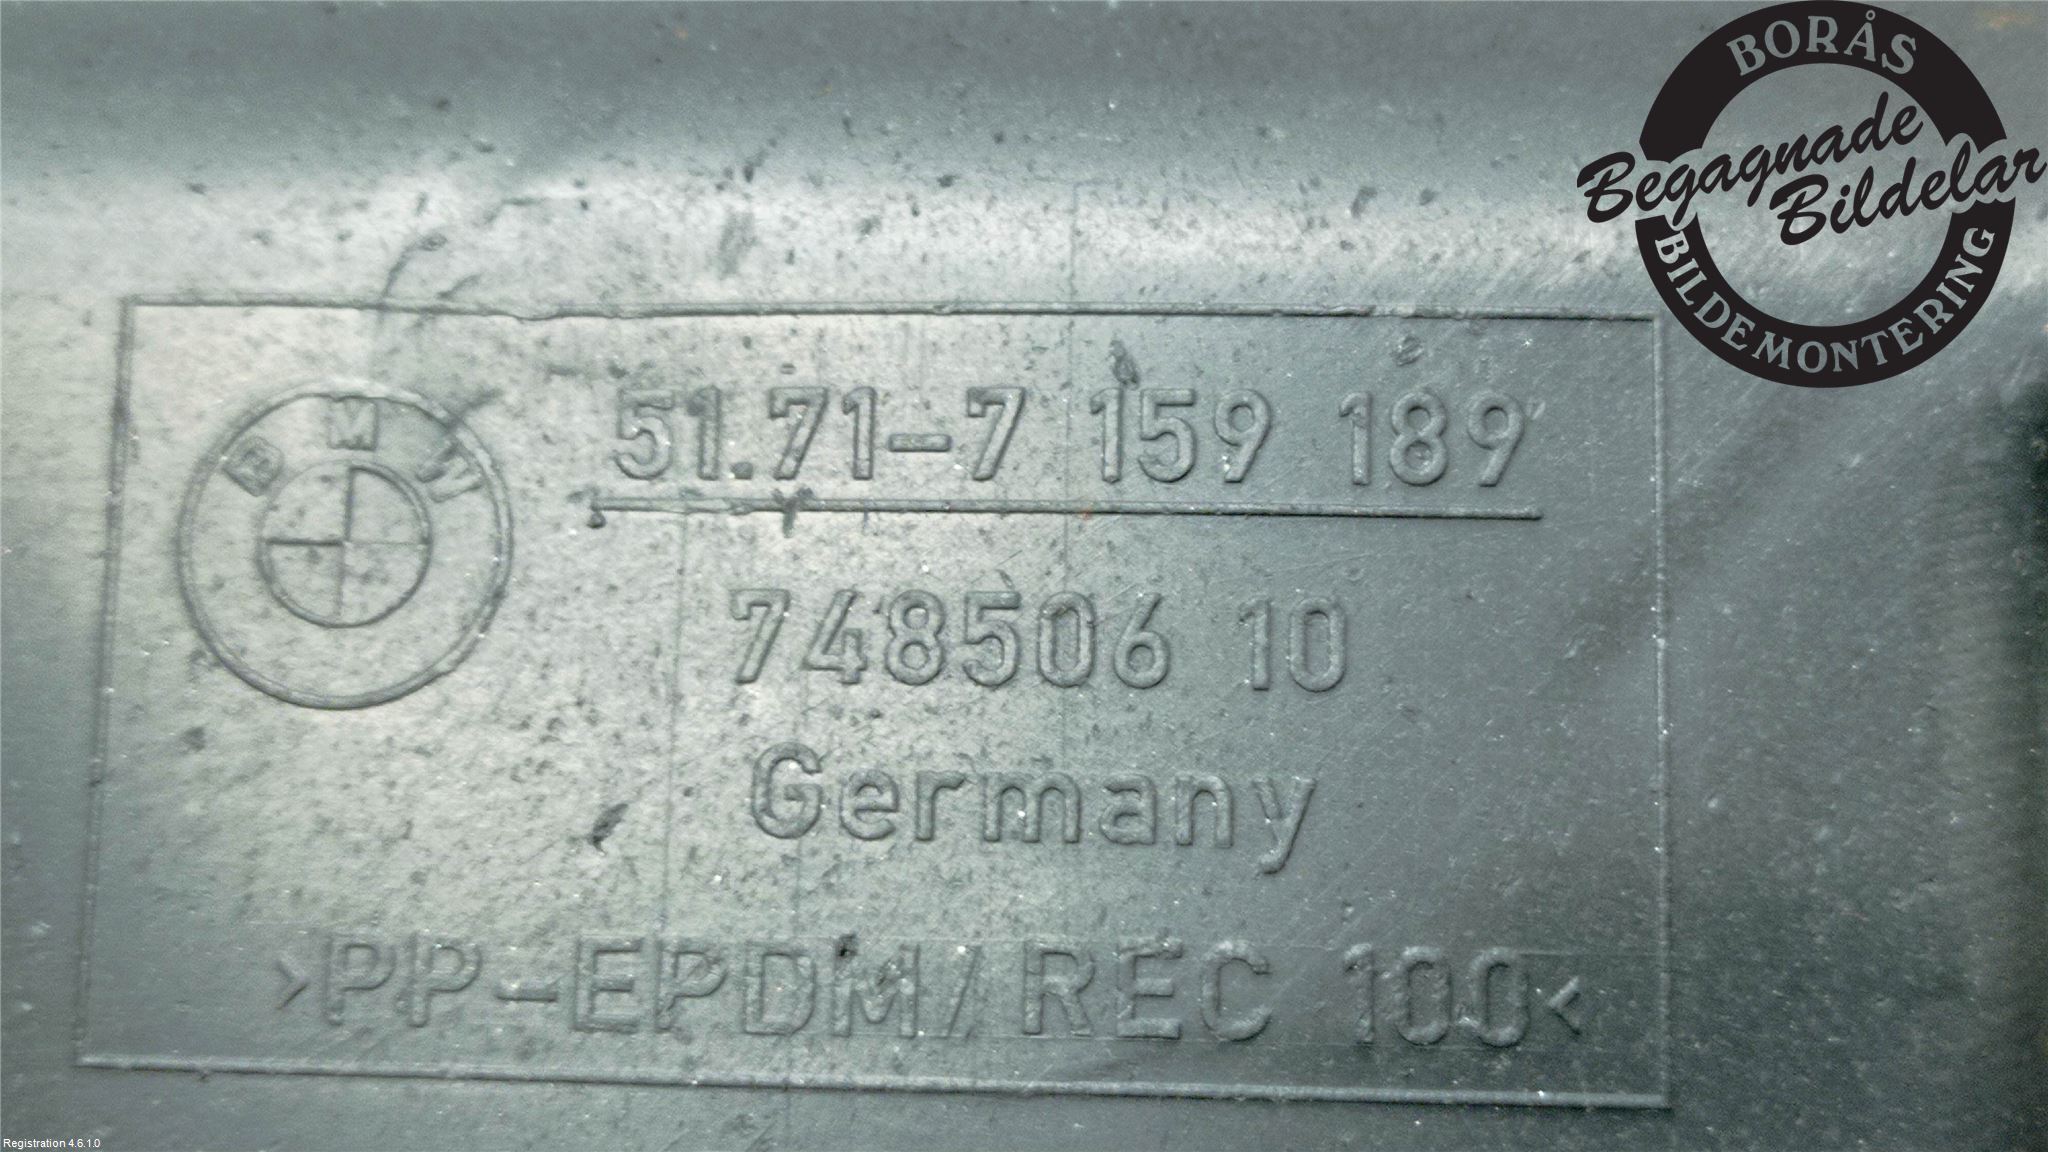 BORÅS
Begagnade
Bildelar
BILDEMONTERING
BMW
51.71-7 159 189
748506 10
Germany
>PP-EPDM/REC 100<
Registration 4.6.1.0